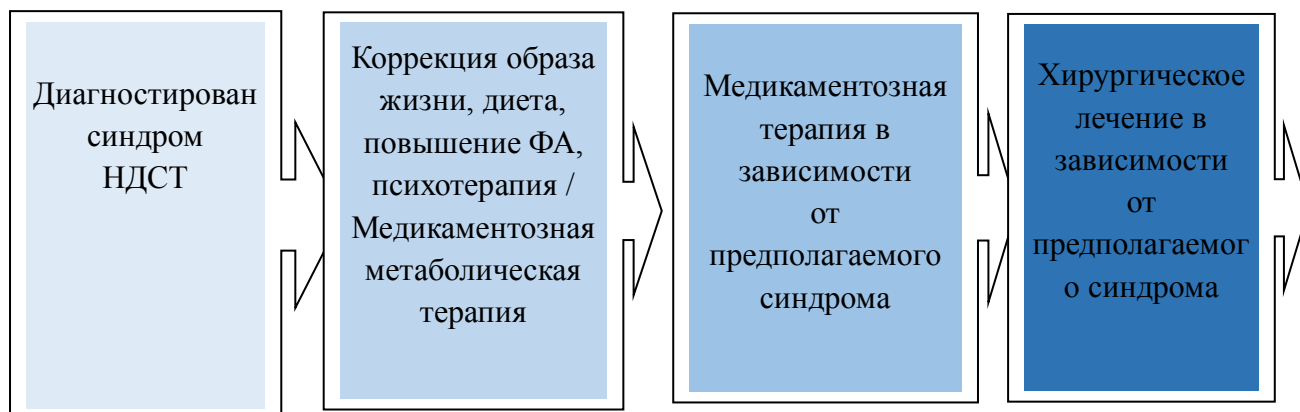 Диагностирован
синдром
НДСТ
Коррекция образа
жизни, диета,
повышение ФА,
психотерапия /
Медикаментозная
метаболическая
терапия
Медикаментозная
терапия в
зависимости
от
предполагаемого
синдрома
Хирургическое
лечение в
зависимости
от
предполагаемог
о синдрома